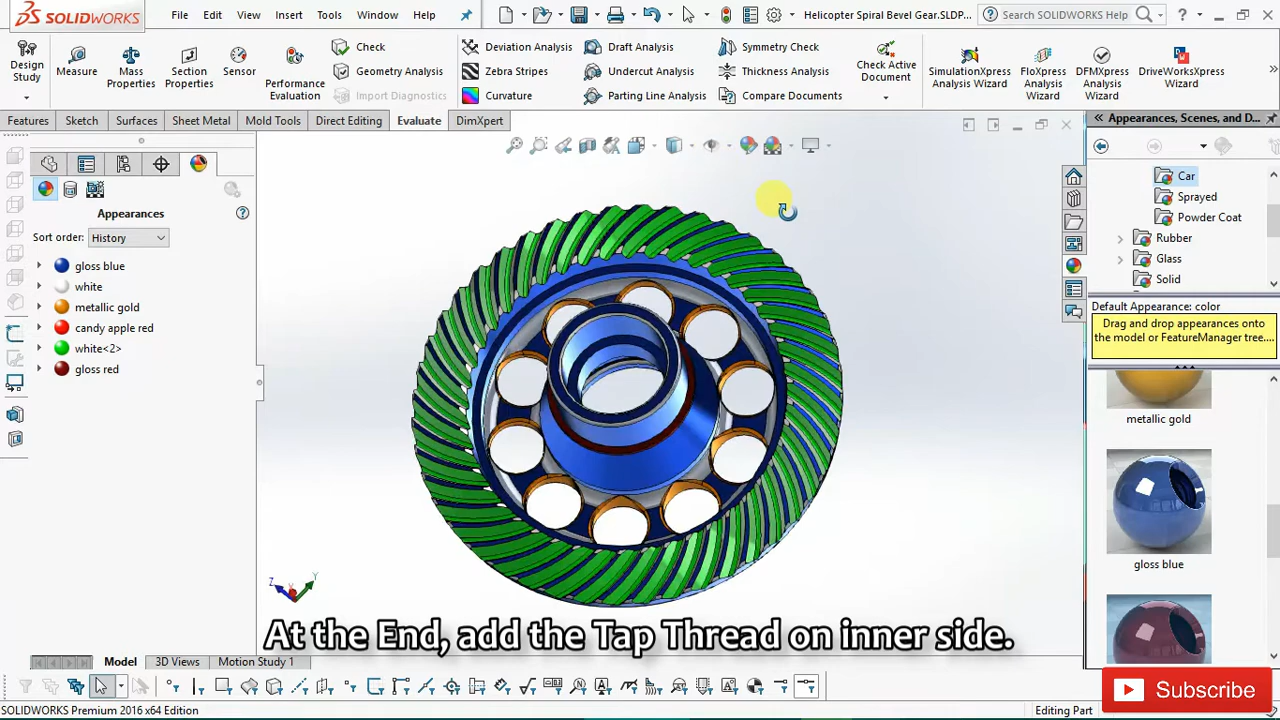 SOLIDWORKS
File
Edit
View
Insert
Tools
Window
Help
Helicopter Spiral Bevel Gear.SLDP...
Search SOLIDWORKS Help
Design Study
Measure
Mass Properties
Section Properties
Sensor
Performance Evaluation
Check
Geometry Analysis
Import Diagnostics
Deviation Analysis
Zebra Stripes
Curvature
Draft Analysis
Undercut Analysis
Parting Line Analysis
Symmetry Check
Thickness Analysis
Compare Documents
Check Active Document
SimulationXpress Analysis Wizard
FloXpress Analysis Wizard
DFMXpress Analysis Wizard
DriveWorksXpress Wizard
Features
Sketch
Surfaces
Sheet Metal
Mold Tools
Direct Editing
Evaluate
DimXpert
Appearances
Sort order: History
gloss blue
white
metallic gold
candy apple red
white<2>
gloss red
Appearances, Scenes, and D...
Car
Sprayed
Powder Coat
Rubber
Glass
Solid
Default Appearance: color
Drag and drop appearances onto
the model or FeatureManager tree....
metallic gold
gloss blue
Z
Y
At the End, add the Tap Thread on inner side.
Model
3D Views
Motion Study 1
Subscribe
SOLIDWORKS Premium 2016 x64 Edition
Editing Part